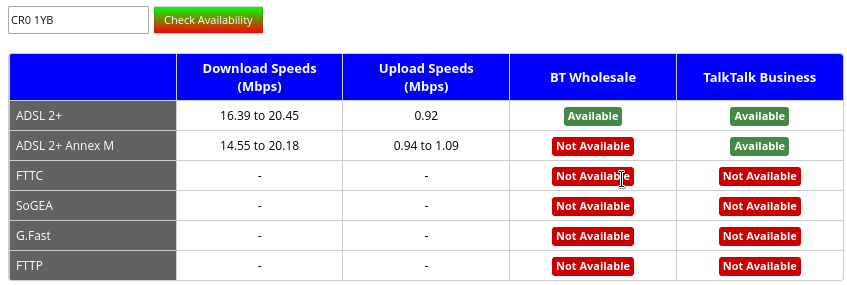 CR0 1YB Check Availability
Download Speeds (Mbps) Upload Speeds (Mbps) BT Wholesale TalkTalk Business
ADSL 2+ 16.39 to 20.45 0.92 Available Available
ADSL 2+ Annex M 14.55 to 20.18 0.94 to 1.09 Not Available Available
FTTC - - Not Available Not Available
SoGEA - - Not Available Not Available
G.Fast - - Not Available Not Available
FTTP - - Not Available Not Available